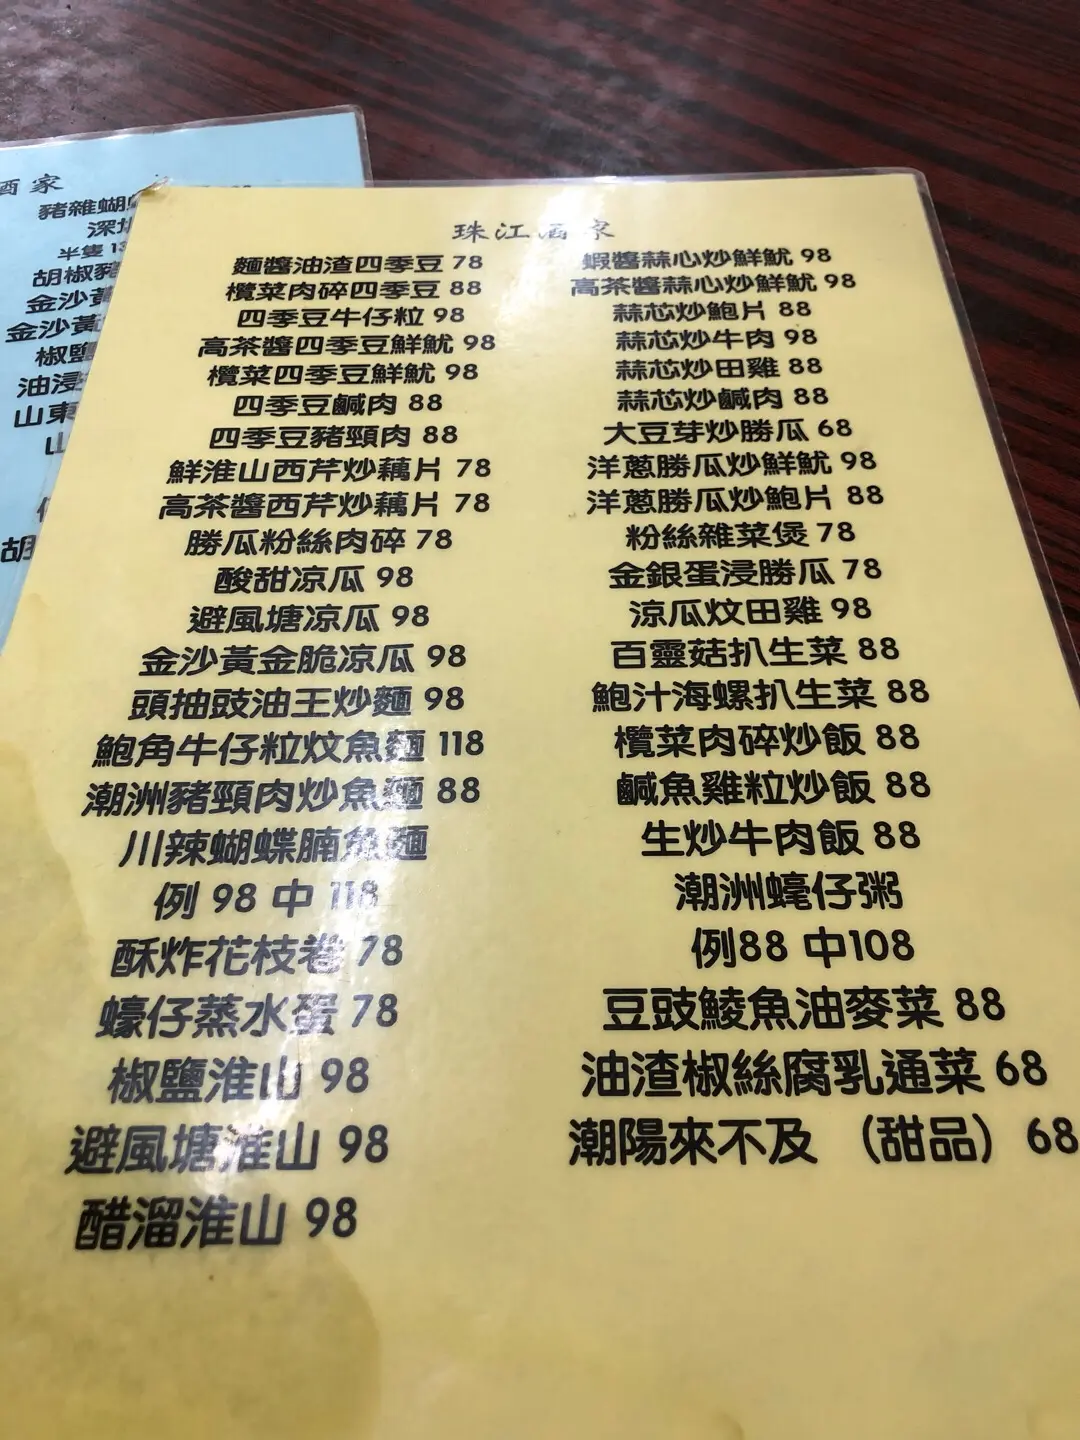 酒家
豬雜蝴
深
半隻 1
胡椒豬
金沙黃
金沙黃
椒鹽
油浸
山東
山
胡
珠江酒家
麵醬油渣四季豆 78
欖菜肉碎四季豆 88
四季豆牛仔粒 98
高茶醬四季豆鮮魷 98
欖菜四季豆鮮魷 98
四季豆鹹肉 88
四季豆豬頸肉 88
鮮淮山西芹炒藕片 78
高茶醬西芹炒藕片 78
勝瓜粉絲肉碎 78
酸甜凉瓜 98
避風塘凉瓜 98
金沙黃金脆凉瓜 98
頭抽豉油王炒麵 98
鮑角牛仔粒炆魚麵 118
潮洲豬頸肉炒魚麵 88
川辣蝴蝶腩魚麵
例 98 中 118
酥炸花枝卷 78
蠔仔蒸水蛋 78
椒鹽淮山 98
避風塘淮山 98
醋溜淮山 98
蝦醬蒜心炒鮮魷 98
高茶醬蒜心炒鮮魷 98
蒜芯炒鮑片 88
蒜芯炒牛肉 98
蒜芯炒田雞 88
蒜芯炒鹹肉 88
大豆芽炒勝瓜 68
洋蔥勝瓜炒鮮魷 98
洋蔥勝瓜炒鮑片 88
粉絲雜菜煲 78
金銀蛋浸勝瓜 78
涼瓜炆田雞 98
百靈菇扒生菜 88
鮑汁海螺扒生菜 88
欖菜肉碎炒飯 88
鹹魚雞粒炒飯 88
生炒牛肉飯 88
潮洲蠔仔粥
例88 中108
豆豉鯪魚油麥菜 88
油渣椒絲腐乳通菜 68
潮陽來不及 （甜品） 68